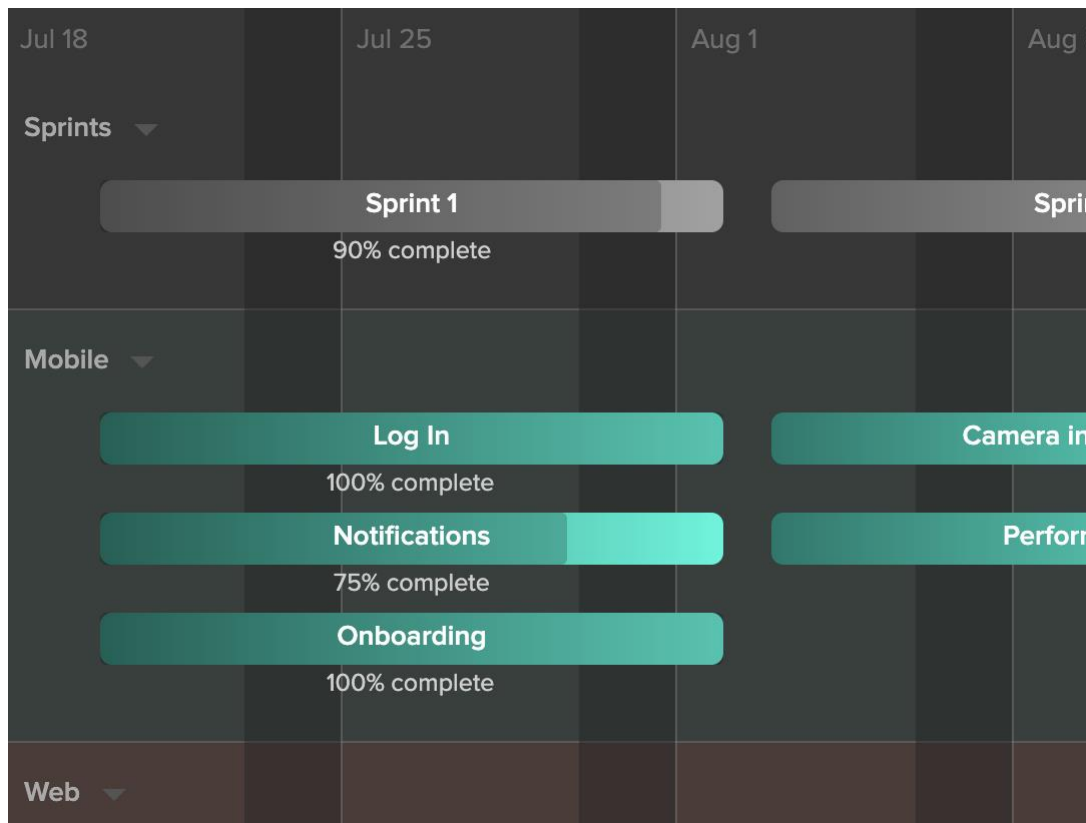 Jul 18 Jul 25 Aug 1 Aug
Sprints
Sprint 1
90% complete
Mobile
Log In Camera
100% complete
Notifications
75% complete
Onboarding
100% complete
Web